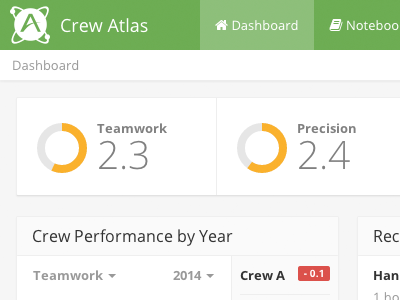 Crew Atlas
Dashboard
Noteboo
Dashboard
Teamwork
2.3
Precision
2.4
Crew Performance by Year
Rec
Teamwork
2014
Crew A
- 0.1
Han
1 ho